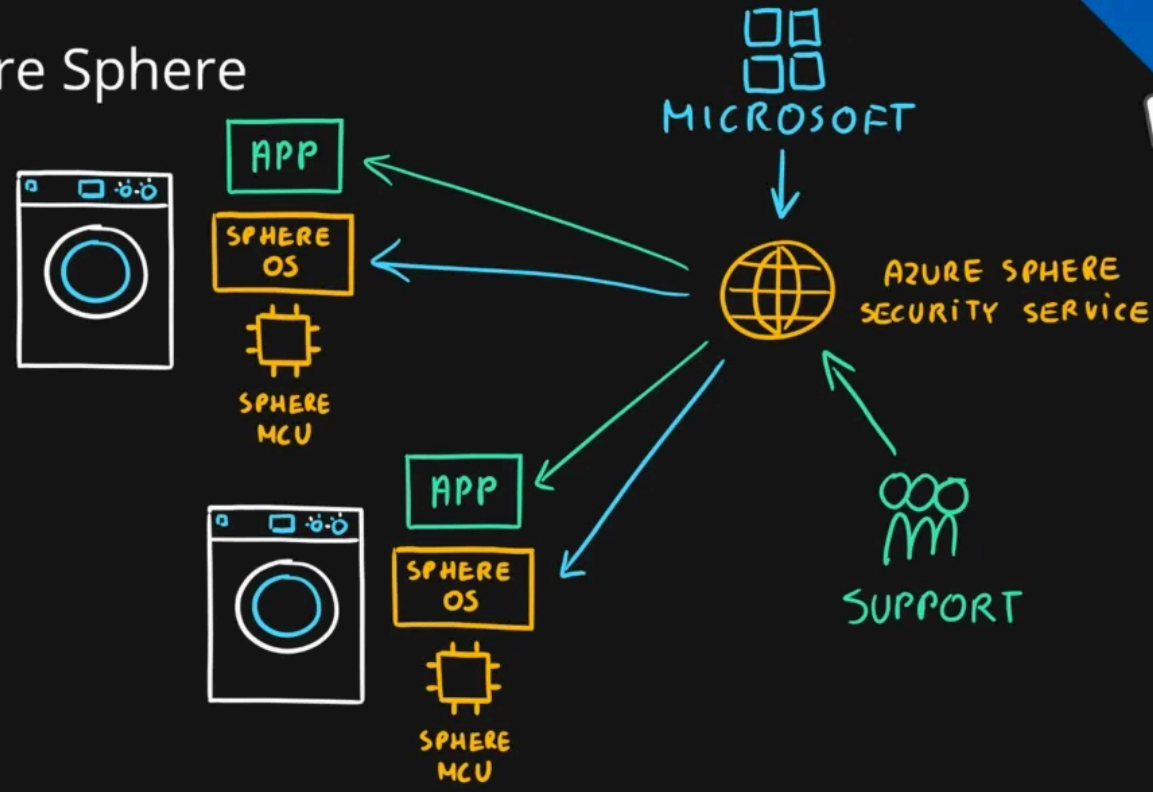 re Sphere
MICROSOFT
APP
SPHERE
OS
SPHERE
MCU
AZURE SPHERE
SECURITY SERVICE
APP
SPHERE
OS
SPHERE
MCU
SUPPORT